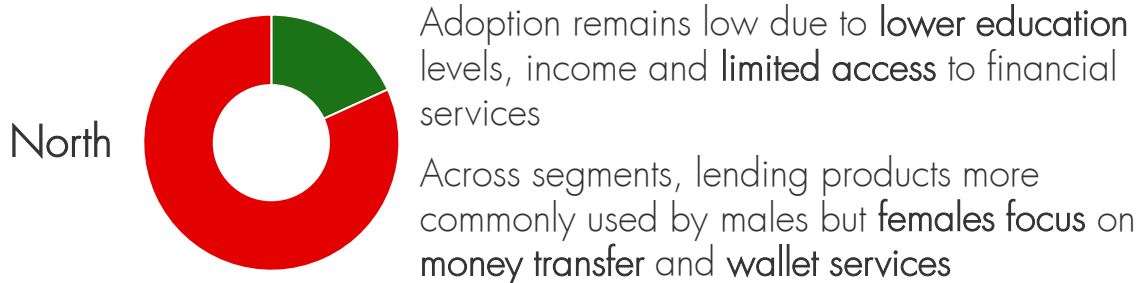 North
Adoption remains low due to lower education
levels, income and limited access to financial
services
Across segments, lending products more
commonly used by males but females focus on
money transfer and wallet services